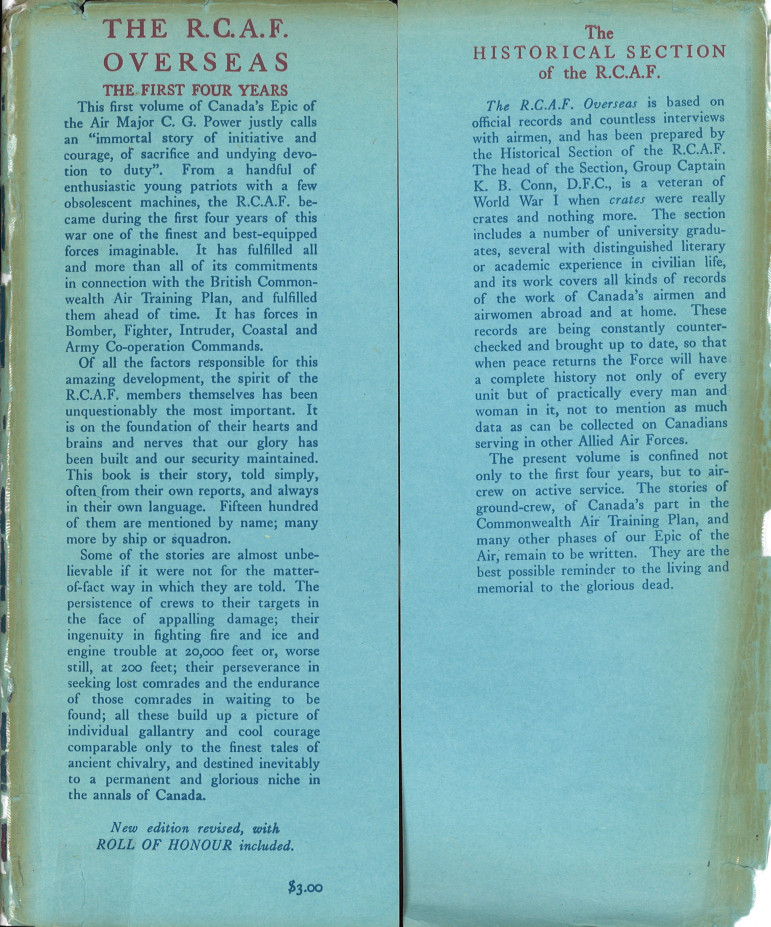 THE R.C.A.F.
OVERSEAS
THE FIRST FOUR YEARS
This first volume of Canada's Epic of
the Air Major C. G. Power justly calls
an "immortal story of initiative and
courage, of sacrifice and undying devo-
tion to duty". From a handful of
enthusiastic young patriots with a few
obsolescent machines, the R.C.A.F. be-
came during the first four years of this
war one of the finest and best-equipped
forces imaginable. It has fulfilled all
and more than all of its commitments
in connection with the British Common-
wealth Air Training Plan, and fulfilled
them ahead of time. It has forces in
Bomber, Fighter, Intruder, Coastal and
Army Co-operation Commands.
Of all the factors responsible for this
amazing development, the spirit of the
R.C.A.F. members themselves has been
unquestionably the most important. It
is on the foundation of their hearts and
brains and nerves that our glory has
been built and our security maintained.
This book is their story, told simply,
often from their own reports, and always
in their own language. Fifteen hundred
of them are mentioned by name; many
more by ship or squadron.
Some of the stories are almost unbe-
lievable if it were not for the matter-
of-fact way in which they are told. The
persistence of crews to their targets in
the face of appalling damage; their
ingenuity in fighting fire and ice and
engine trouble at 20,000 feet or, worse
still, at 200 feet; their perseverance in
seeking lost comrades and the endurance
of those comrades in waiting to be
found; all these build up a picture of
individual gallantry and cool courage
comparable only to the finest tales of
ancient chivalry, and destined inevitably
to a permanent and glorious niche in
the annals of Canada.
New edition revised, with
ROLL OF HONOUR included.
$3.00
The
HISTORICAL SECTION
of the R.C.A.F.
The R.C.A.F. Overseas is based on
official records and countless interviews
with airmen, and has been prepared by
the Historical Section of the R.C.A.F.
The head of the Section, Group Captain
K. B. Conn, D.F.C., is a veteran of
World War I when crates were really
crates and nothing more. The section
includes a number of university gradu-
ates, several with distinguished literary
or academic experience in civilian life,
and its work covers all kinds of records
of the work of Canada's airmen and
airwomen abroad and at home. These
records are being constantly counter-
checked and brought up to date, so that
when peace returns the Force will have
a complete history not only of every
unit but of practically every man and
woman in it, not to mention as much
data as can be collected on Canadians
serving in other Allied Air Forces.
The present volume is confined not
only to the first four years, but to air-
crew on active service. The stories of
ground-crew, of Canada's part in the
Commonwealth Air Training Plan, and
many other phases of our Epic of the
Air, remain to be written. They are the
best possible reminder to the living and
memorial to the glorious dead.